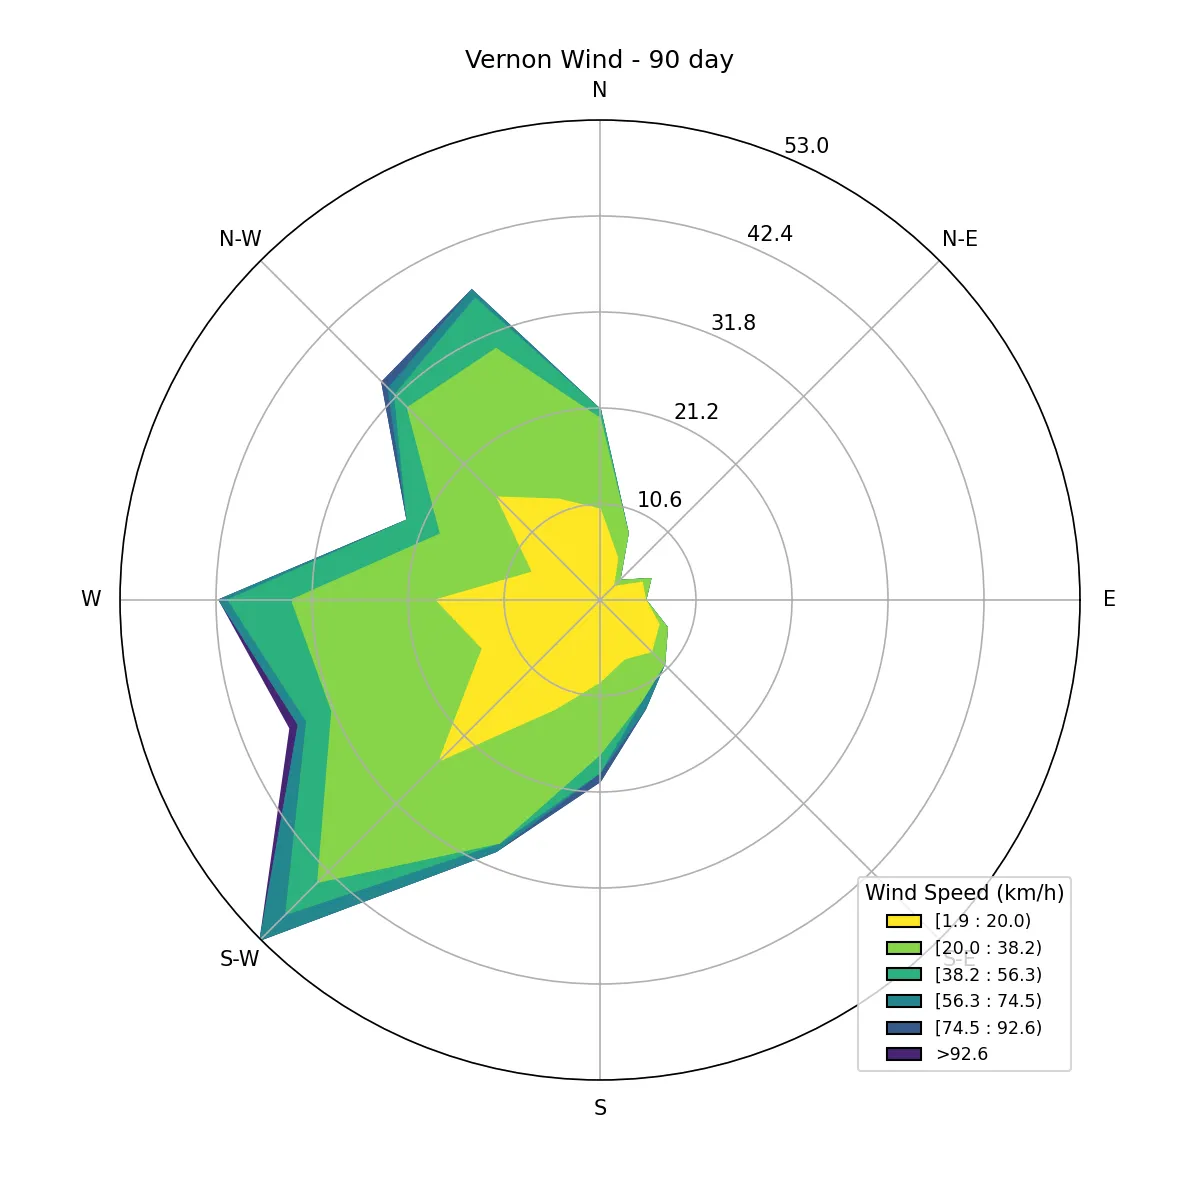 Vernon Wind - 90 day
N
53.0
N-W
42.4
N-E
31.8
21.2
10.6
W
E
S-W
S-E
S
Wind Speed (km/h)
[1.9 : 20.0)
[20.0 : 38.2)
[38.2 : 56.3)
[56.3 : 74.5)
[74.5 : 92.6)
>92.6